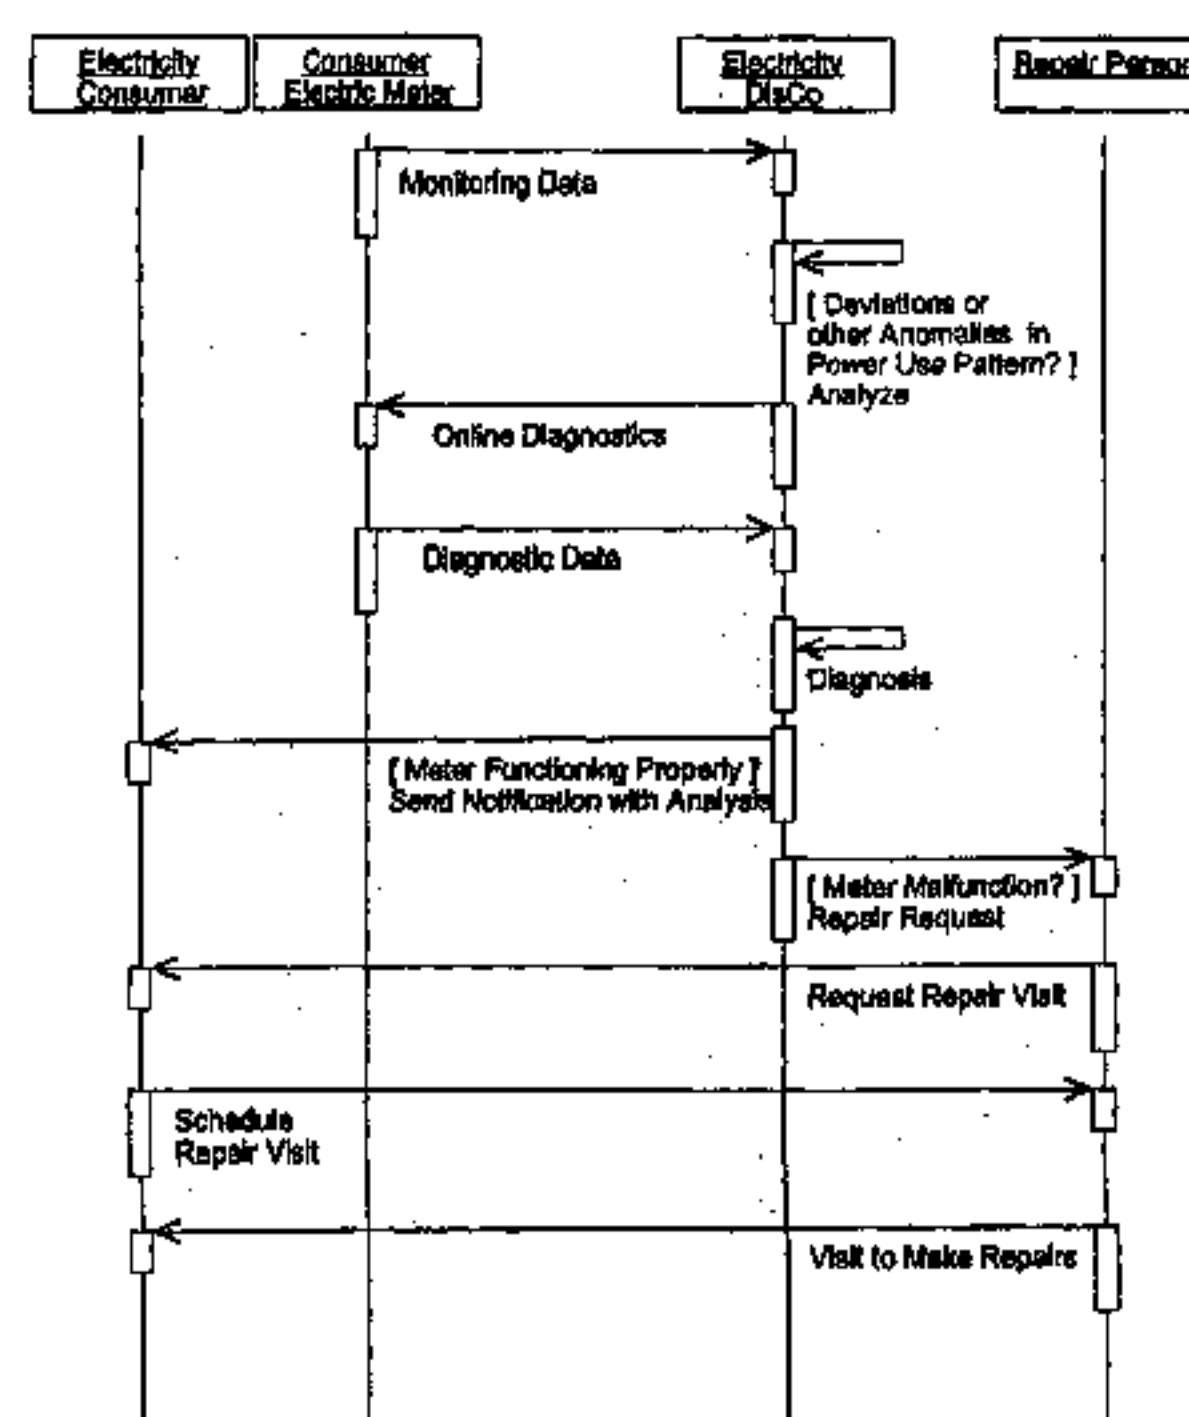 Electricity
Consumer
Consumer
Electric Meter
Electricity
DisCo
Repair Person
Monitoring Data
[ Deviations or
other Anomalies in
Power Use Pattern? ]
Analyze
Online Diagnostics
Diagnostic Data
Diagnosis
[ Meter Functioning Properly ]
Send Notification with Analysis
[ Meter Malfunction? ]
Repair Request
Request Repair Visit
Schedule
Repair Visit
Visit to Make Repairs